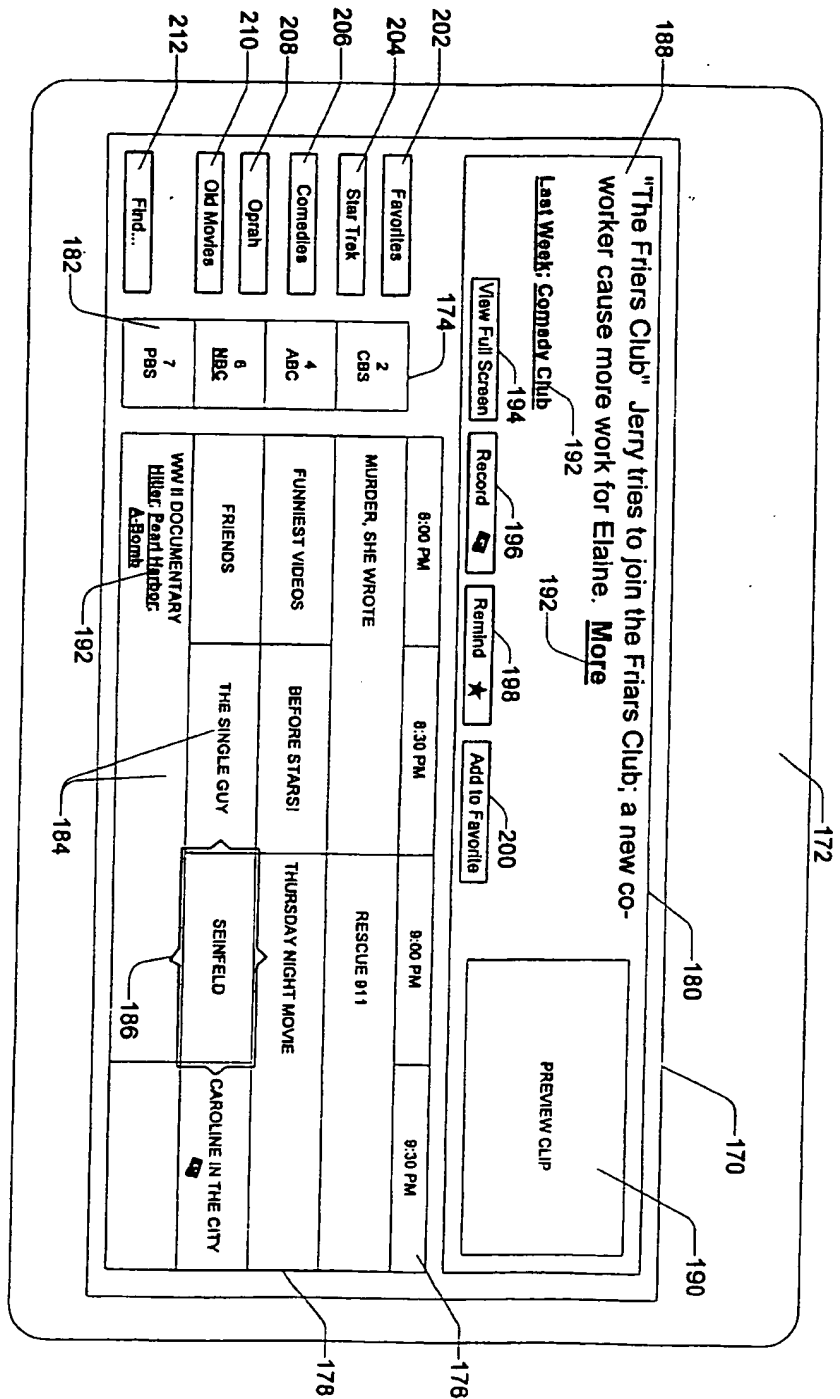 172
188
180
170
"The Friers Club" Jerry tries to join the Friars Club; a new co-
worker cause more work for Elaine. More
192
Last Week; Comedy Club
192
PREVIEW CLIP
190
194
196
198
200
View Full Screen
Record
Remind
Add to Favorite
174
176
202
204
206
208
210
212
Favorites
Star Trek
Comedies
Oprah
Old Movies
Find...
8:00 PM
8:30 PM
9:00 PM
9:30 PM
2
CBS
MURDER, SHE WROTE
RESCUE 911
4
ABC
FUNNIEST VIDEOS
BEFORE STARS!
THURSDAY NIGHT MOVIE
178
6
NBC
FRIENDS
THE SINGLE GUY
SEINFELD
CAROLINE IN THE CITY
7
PBS
WW II DOCUMENTARY
Hitler, Pearl Harbor,
A-Bomb
182
192
184
186